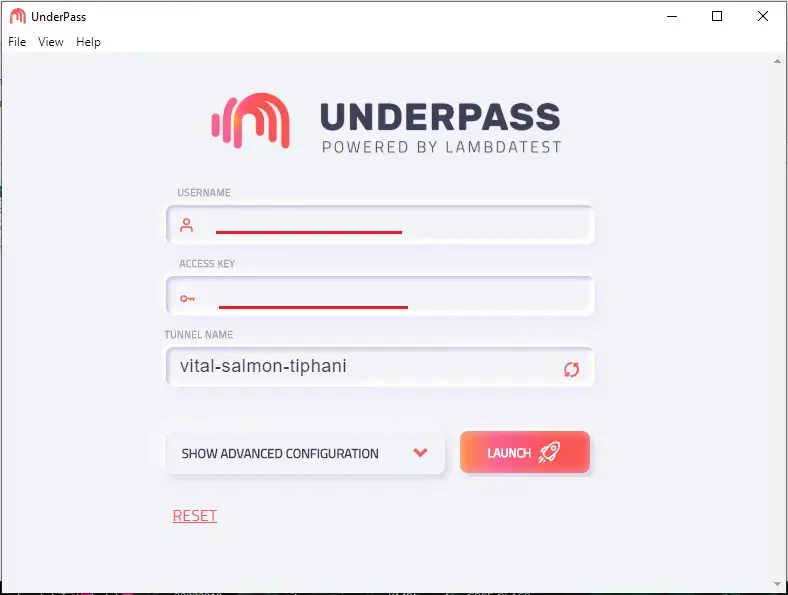 UnderPass
File View Help
UNDERPASS
POWERED BY LAMBDATEST
USERNAME
ACCESS KEY
TUNNEL NAME
vital-salmon-tiphani
SHOW ADVANCED CONFIGURATION
LAUNCH
RESET